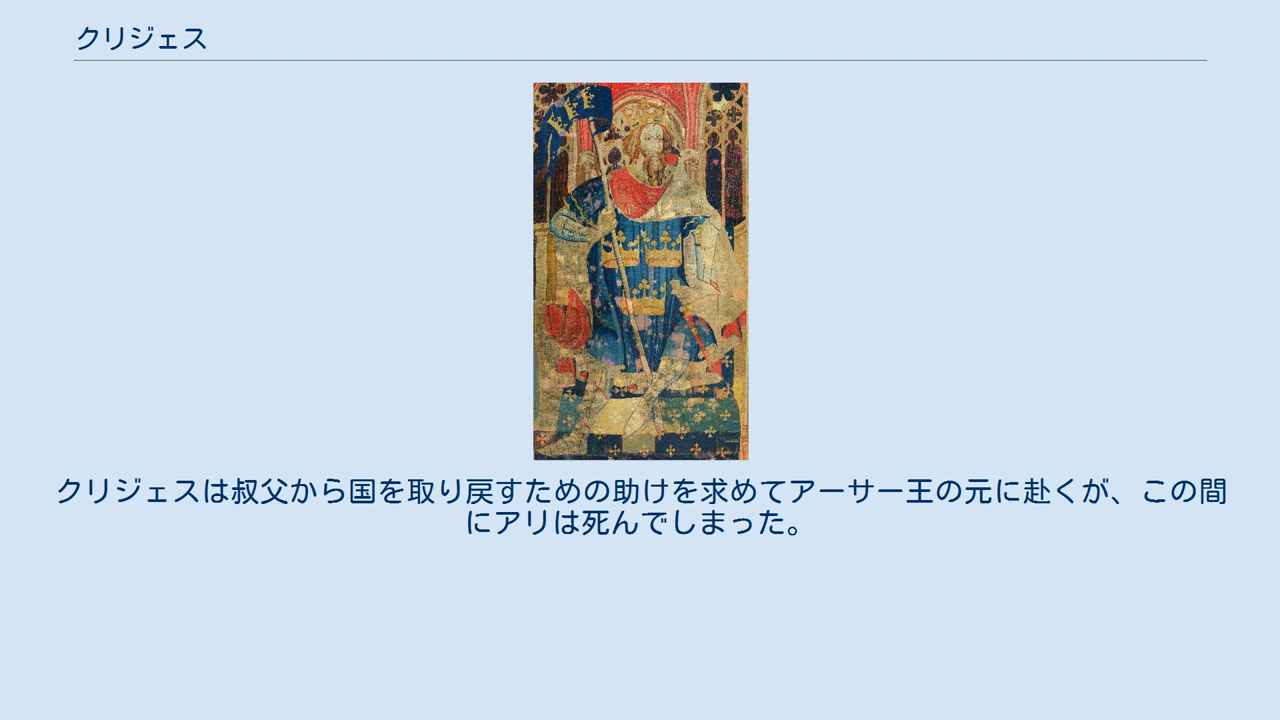 クリジェス
クリジェスは叔父から国を取り戻すための助けを求めてアーサー王の元に赴くが、この間
にアリは死んでしまった。